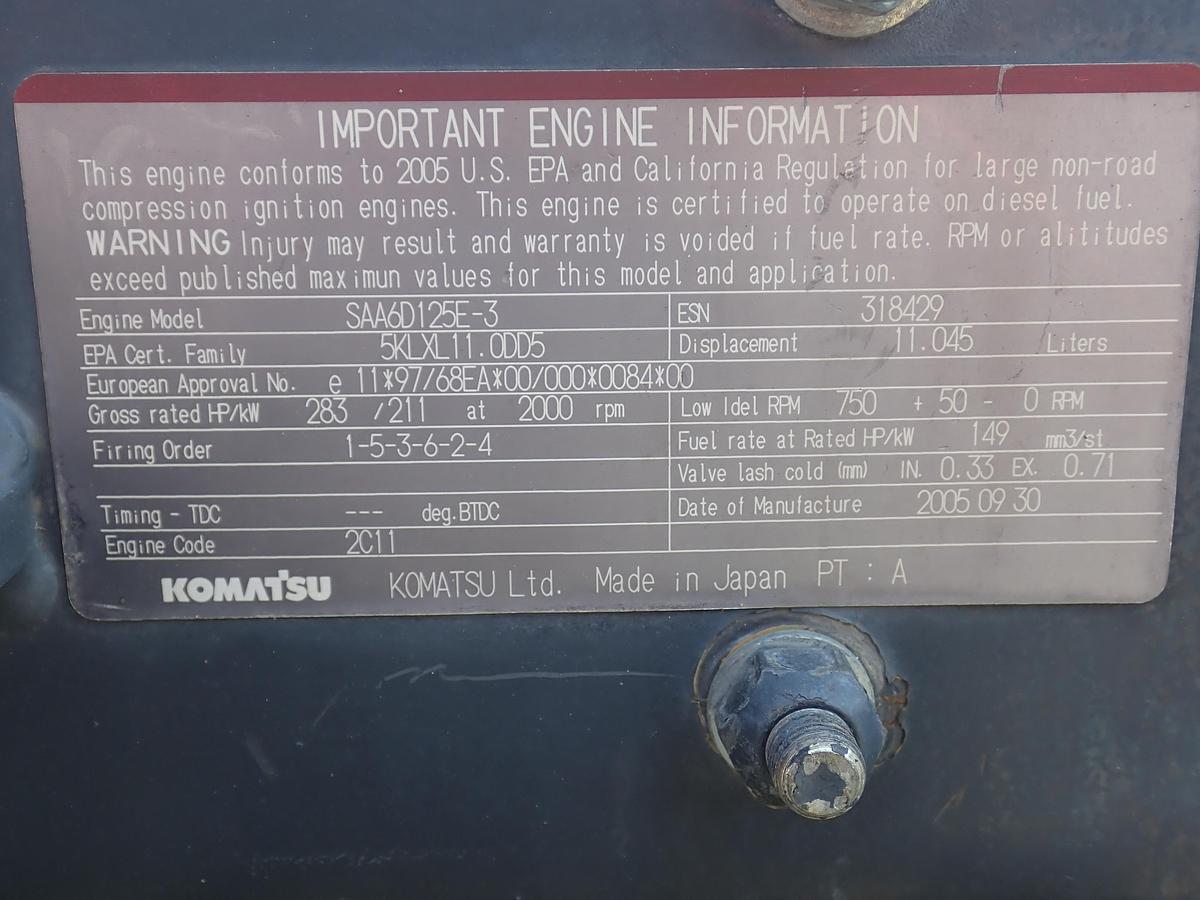 IMPORTANT ENGINE INFORMATION
This engine conforms to 2005 U.S. EPA and California Regulation for large non-road
compression ignition engines. This engine is certified to operate on diesel fuel.
WARNING Injury may result and warranty is voided if fuel rate. RPM or alititudes
exceed published maximun values for this model and application.
Engine Model SAA6D125E-3 ESN 318429
EPA Cert. Family 5KLXL11.0DD5 Displacement 11.045 Liters
European Approval No. e 11*97/68EA*00/000*0084*00
Gross rated HP/kW 283 /211 at 2000 rpm Low Idel RPM 750 + 50 - 0 RPM
Firing Order 1-5-3-6-2-4 Fuel rate at Rated HP/kW 149 mm3/st
Valve lash cold (mm) IN. 0.33 EX. 0.71
Timing - TDC --- deg.BTDC Date of Manufacture 2005 09 30
Engine Code 2C11
KOMATSU KOMATSU Ltd. Made in Japan PT : A